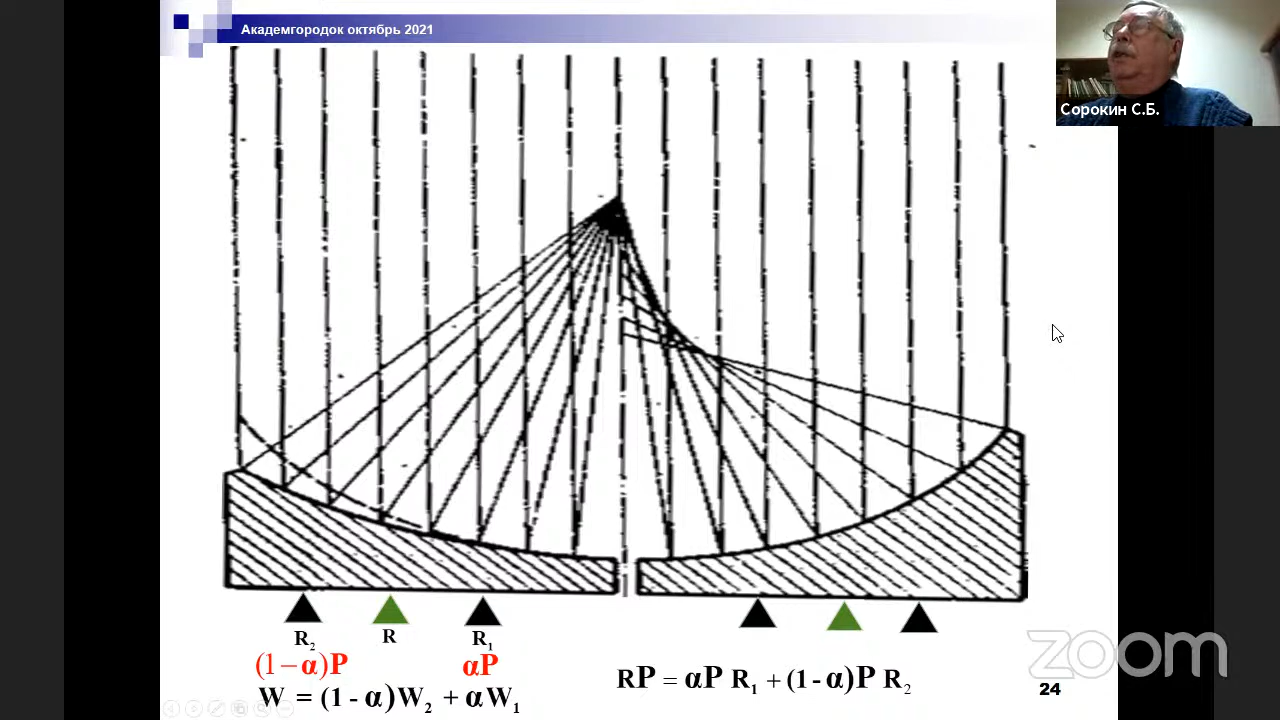 Академгородок октябрь 2021
Сорокин С.Б.
R₂ R R₁
(1–α)P αP
W = (1 - α)W₂ + αW₁
RP = αP R₁ + (1 - α)P R₂
24
zoom